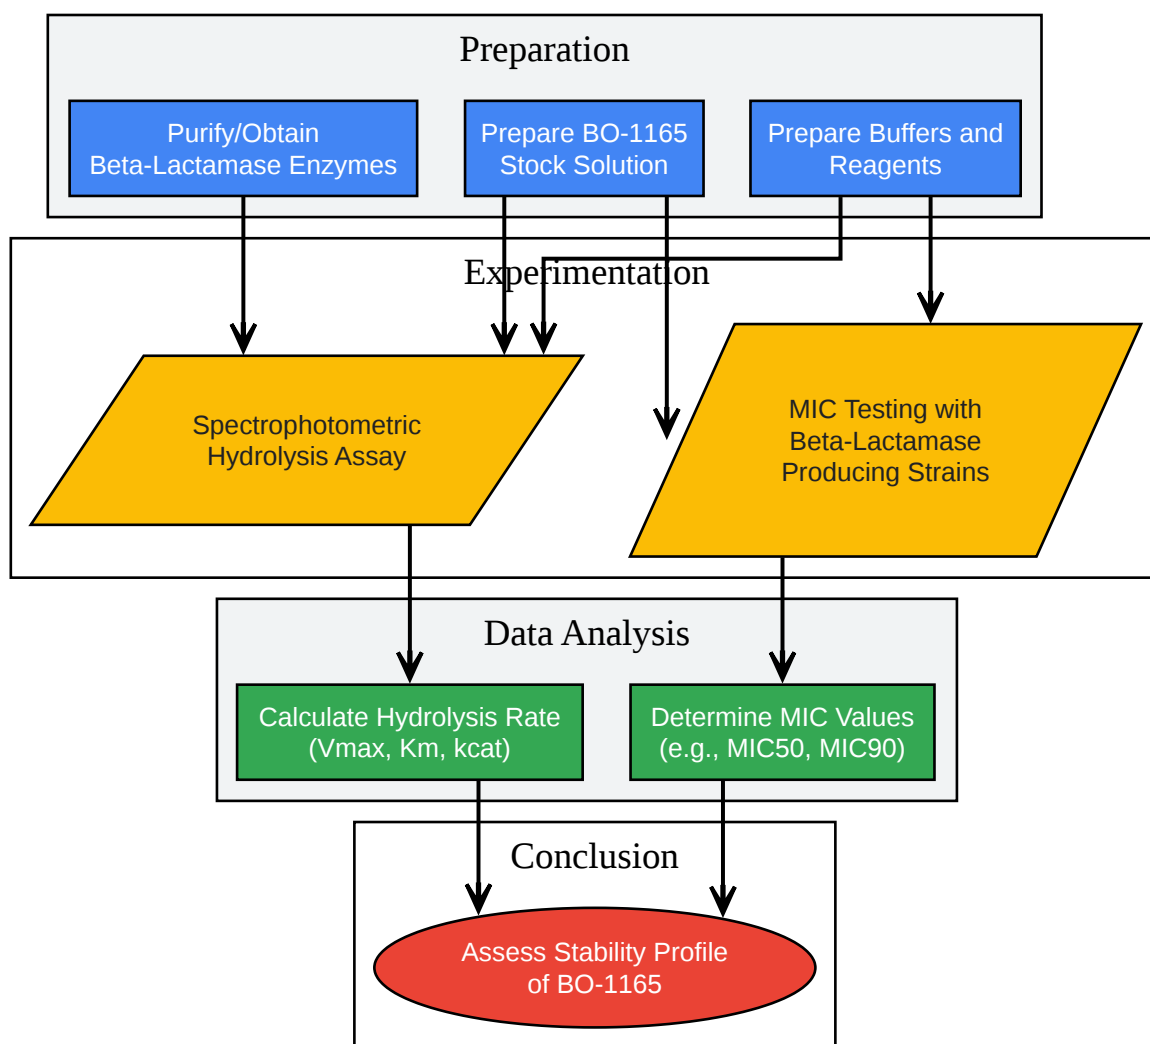 Preparation
Purify/Obtain
Beta-Lactamase Enzymes
Prepare BO-1165
Stock Solution
Prepare Buffers and
Reagents
Experimentation
Spectrophotometric
Hydrolysis Assay
MIC Testing with
Beta-Lactamase
Producing Strains
Data Analysis
Calculate Hydrolysis Rate
(Vmax, Km, kcat)
Determine MIC Values
(e.g., MIC50, MIC90)
Conclusion
Assess Stability Profile
of BO-1165